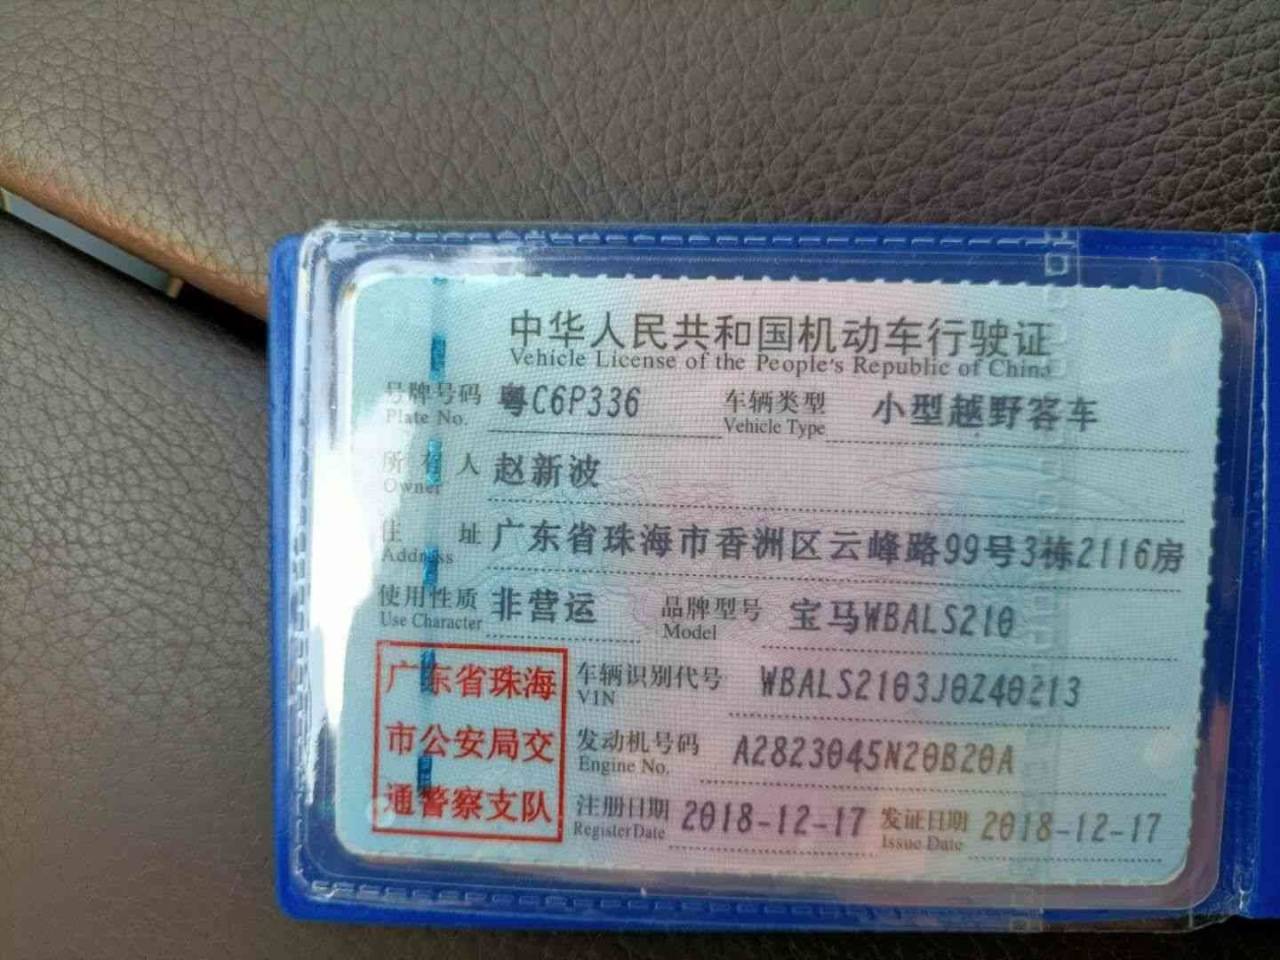 中华人民共和国机动车行驶证
Vehicle License of the People's Republic of China
号牌号码 粤C6P336 车辆类型 小型越野客车
Plate No. Vehicle Type
所有人 赵新波
Owner
住址 广东省珠海市香洲区云峰路99号3栋2116房
Address
使用性质 非营运 品牌型号 宝马WBALS210
Use Character Model
广东省珠海
市公安局交
通警察支队
车辆识别代号 WBALS2103J0Z40213
VIN
发动机号码 A2823045N20B20A
Engine No.
注册日期 2018-12-17 发证日期 2018-12-17
Register Date Issue Date